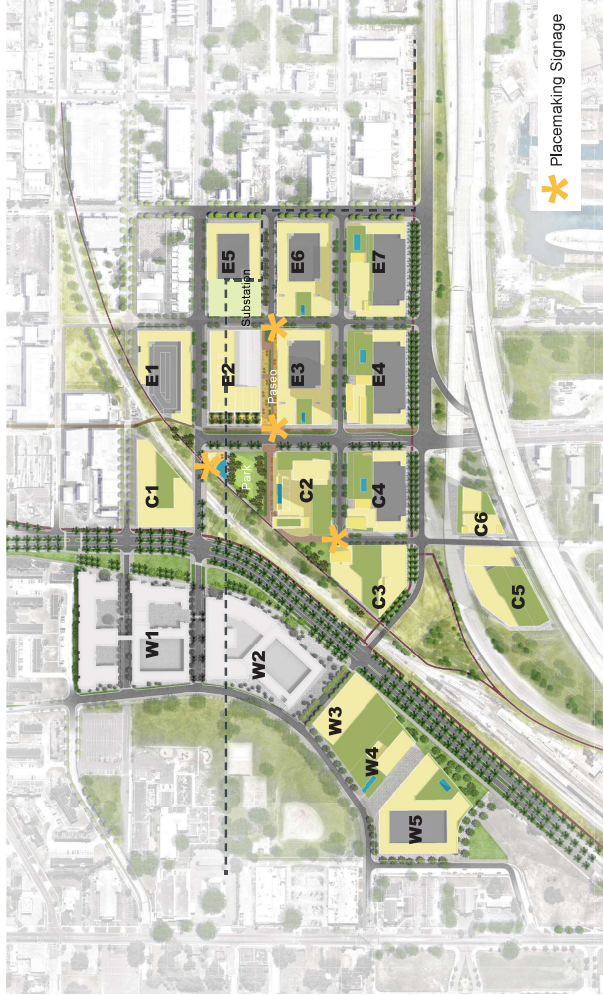 Placemaking Signage
W1
W2
W3
W4
W5
C1
C2
C3
C4
C5
C6
E1
E2
E3
E4
E5
E6
E7
Park
Paseo
Substation